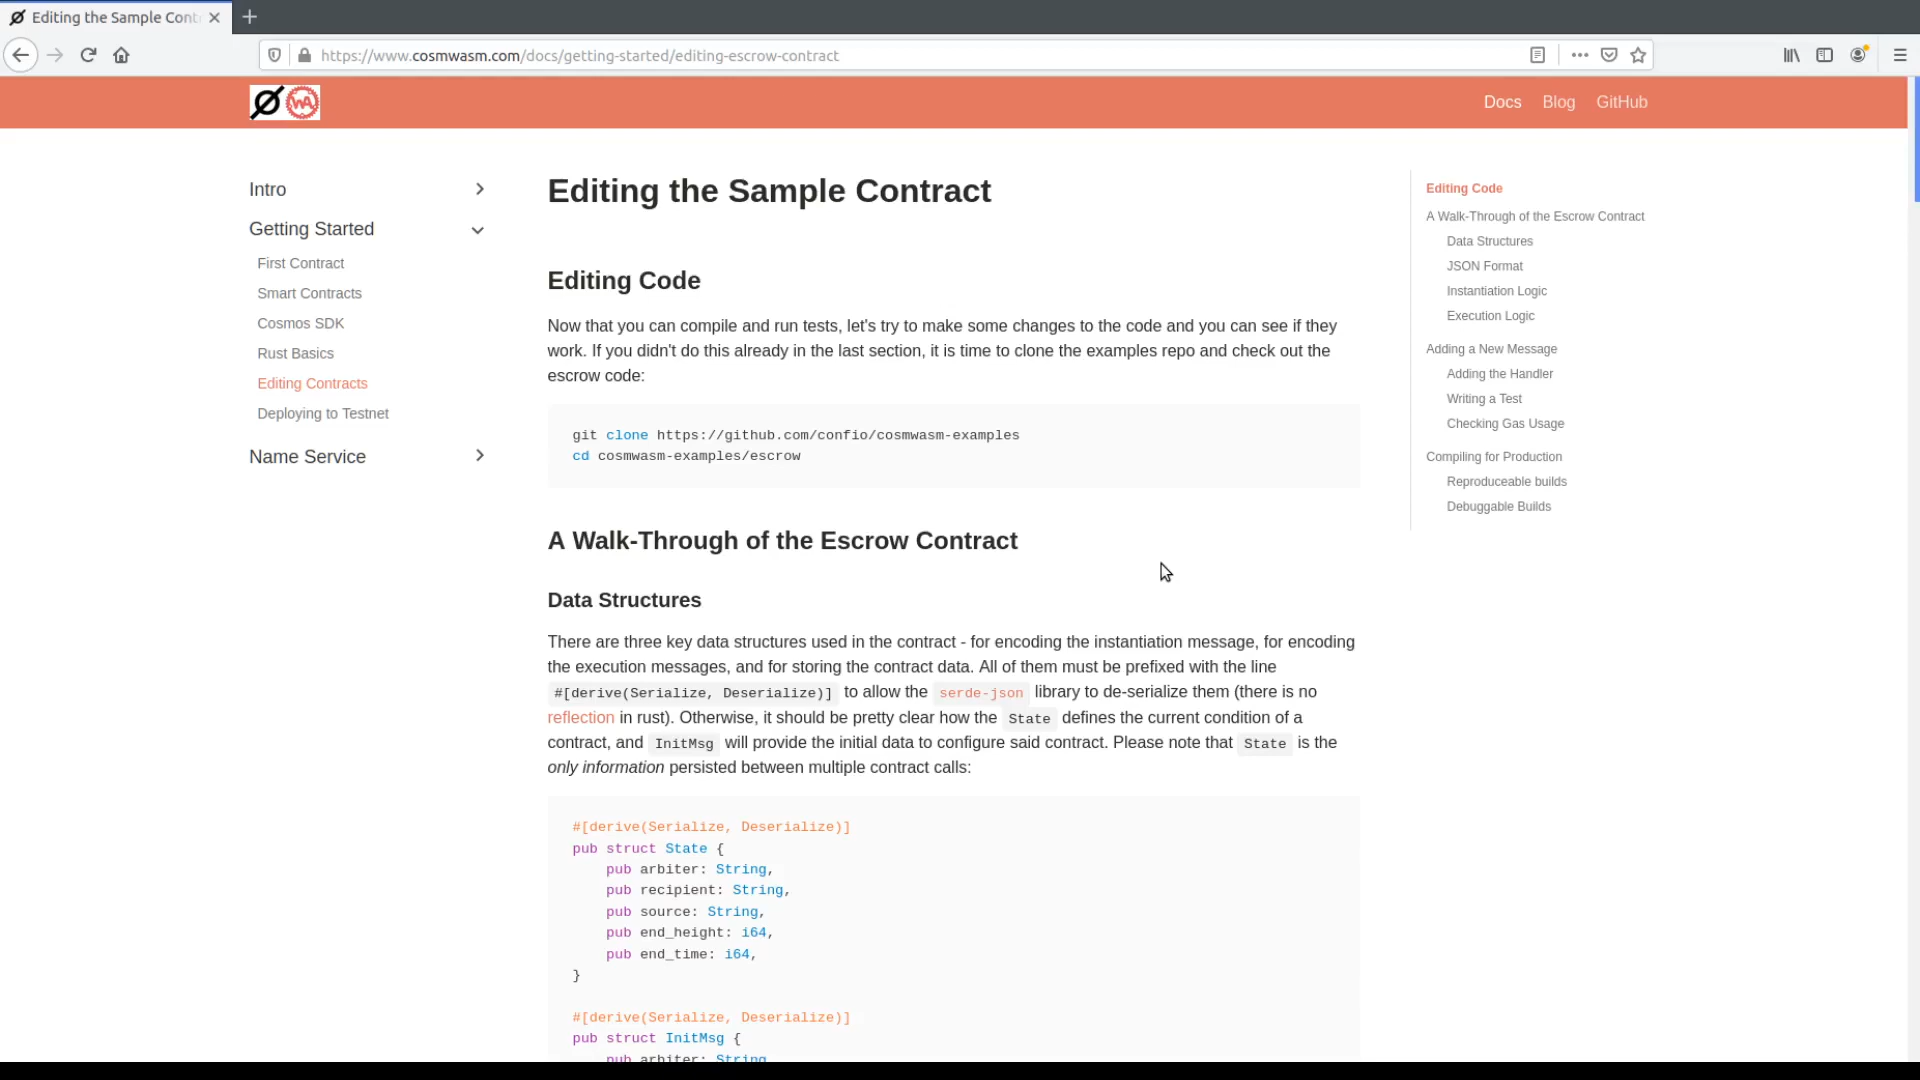 Editing the Sample Cont
https://www.cosmwasm.com/docs/getting-started/editing-escrow-contract
WA
Docs
Blog
GitHub
Intro
Getting Started
First Contract
Smart Contracts
Cosmos SDK
Rust Basics
Editing Contracts
Deploying to Testnet
Name Service
Editing the Sample Contract
Editing Code
Now that you can compile and run tests, let's try to make some changes to the code and you can see if they
work. If you didn't do this already in the last section, it is time to clone the examples repo and check out the
escrow code:
git clone https://github.com/confio/cosmwasm-examples
cd cosmwasm-examples/escrow
A Walk-Through of the Escrow Contract
Data Structures
There are three key data structures used in the contract - for encoding the instantiation message, for encoding
the execution messages, and for storing the contract data. All of them must be prefixed with the line
#[derive(Serialize, Deserialize)] to allow the serde-json library to de-serialize them (there is no
reflection in rust). Otherwise, it should be pretty clear how the State defines the current condition of a
contract, and InitMsg will provide the initial data to configure said contract. Please note that State is the
only information persisted between multiple contract calls:
#[derive(Serialize, Deserialize)]
pub struct State {
    pub arbiter: String,
    pub recipient: String,
    pub source: String,
    pub end_height: i64,
    pub end_time: i64,
}
#[derive(Serialize, Deserialize)]
pub struct InitMsg {
    pub arbiter: String
Editing Code
A Walk-Through of the Escrow Contract
Data Structures
JSON Format
Instantiation Logic
Execution Logic
Adding a New Message
Adding the Handler
Writing a Test
Checking Gas Usage
Compiling for Production
Reproduceable builds
Debuggable Builds